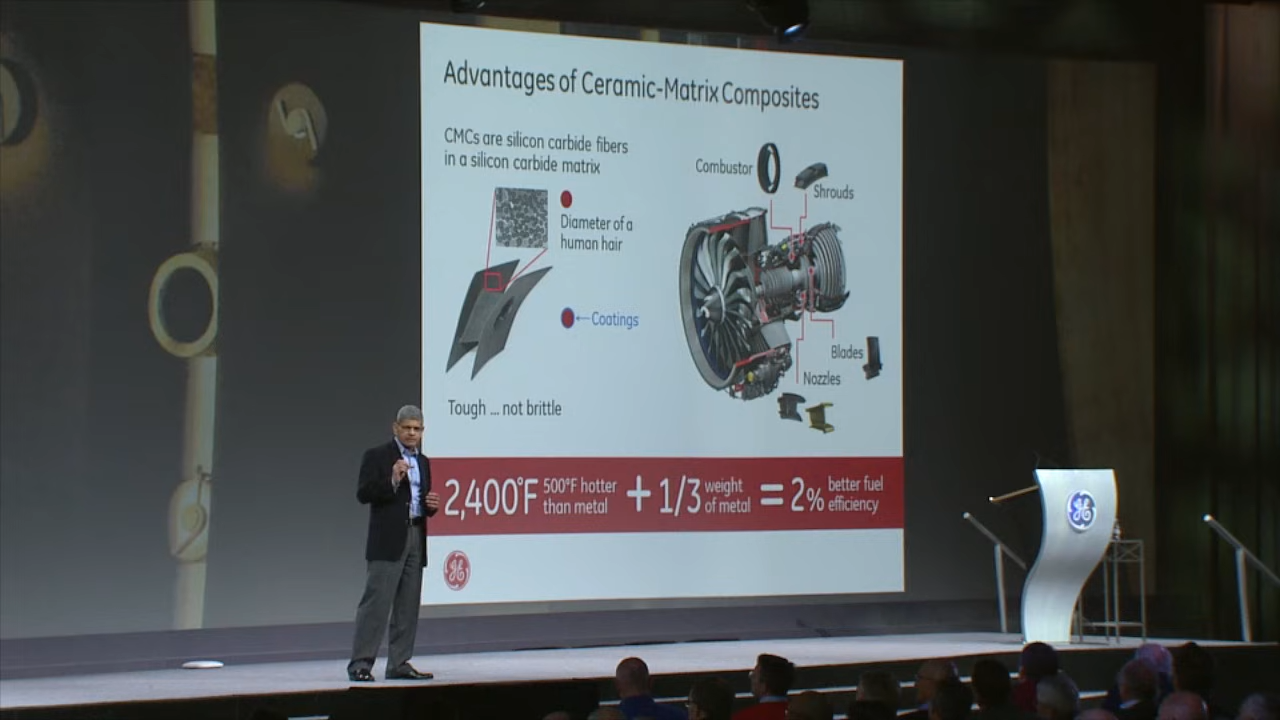 Advantages of Ceramic-Matrix Composites
CMCs are silicon carbide fibers
in a silicon carbide matrix
Diameter of a
human hair
Coatings
Tough ... not brittle
Combustor
Shrouds
Blades
Nozzles
2,400°F 500°F hotter
than metal
+ 1/3 weight
of metal
= 2% better fuel
efficiency
GE
GE